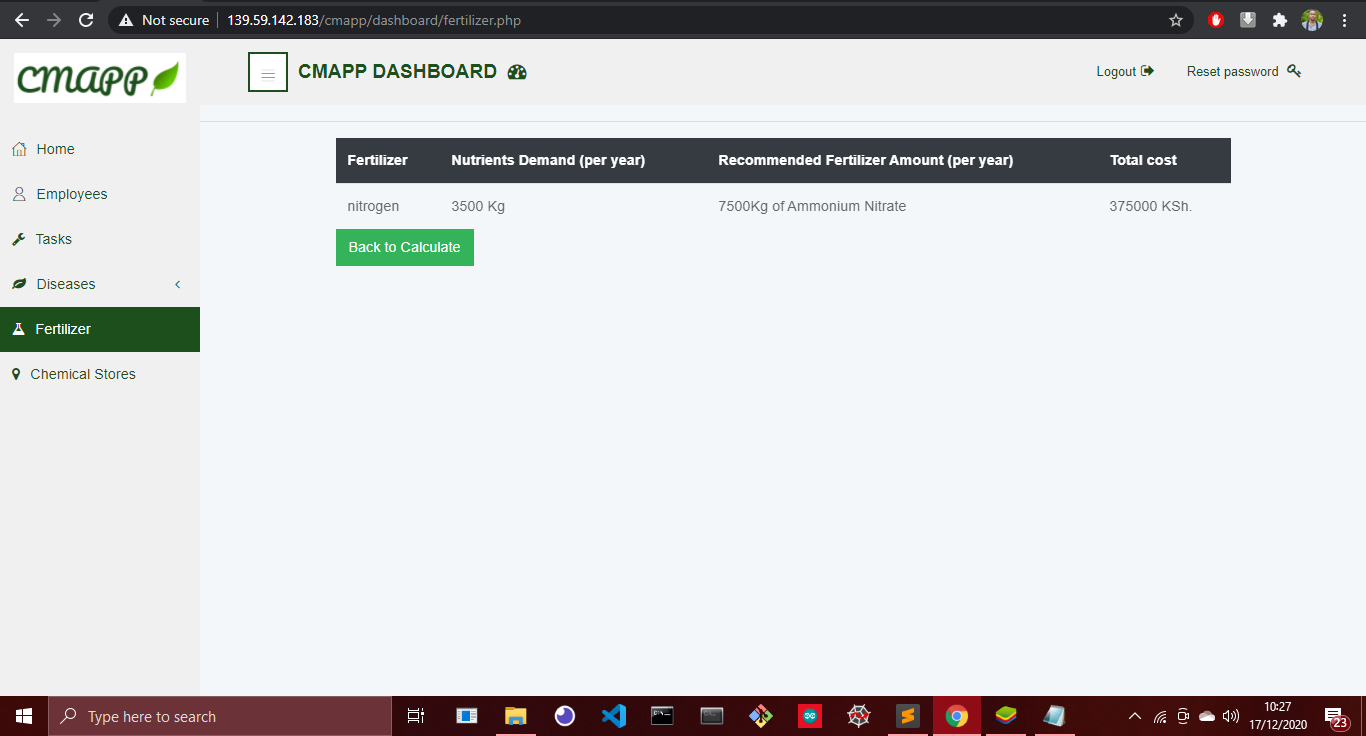 Not secure
139.59.142.183/cmapp/dashboard/fertilizer.php
cmapp
CMAPP DASHBOARD
Logout
Reset password
Home
Employees
Tasks
Diseases
Fertilizer
Chemical Stores
Fertilizer Nutrients Demand (per year) Recommended Fertilizer Amount (per year) Total cost
nitrogen 3500 Kg 7500Kg of Ammonium Nitrate 375000 KSh.
Back to Calculate
Type here to search
10:27
17/12/2020
23